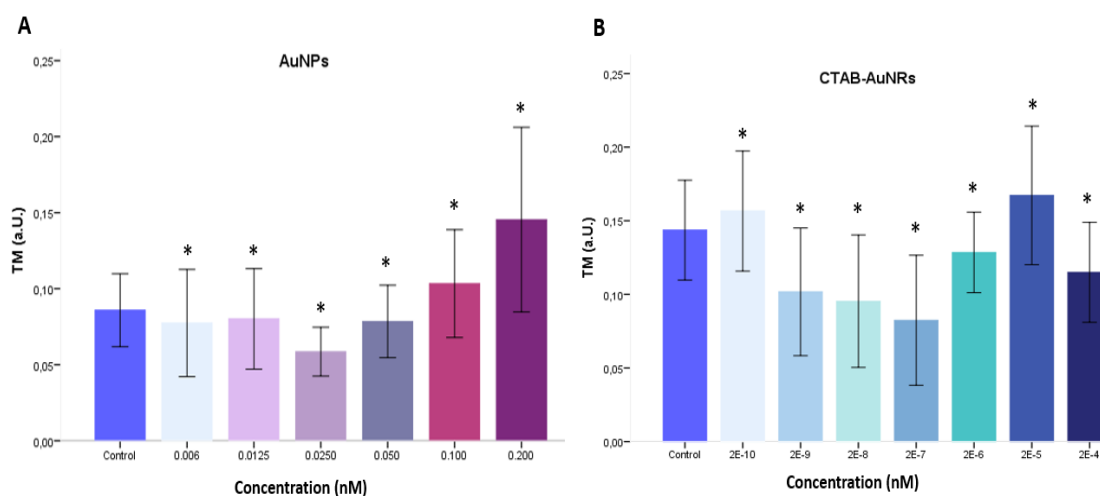 A
AuNPs
TM (a.U.)
0,25
0,20
0,15
0,10
0,05
0,00
*
*
*
*
*
*
Control 0.006 0.0125 0.0250 0.050 0.100 0.200
Concentration (nM)
B
CTAB-AuNRs
TM (a.U.)
0,25
0,20
0,15
0,10
0,05
0,00
*
*
*
*
*
*
*
Control 2E-10 2E-9 2E-8 2E-7 2E-6 2E-5 2E-4
Concentration (nM)